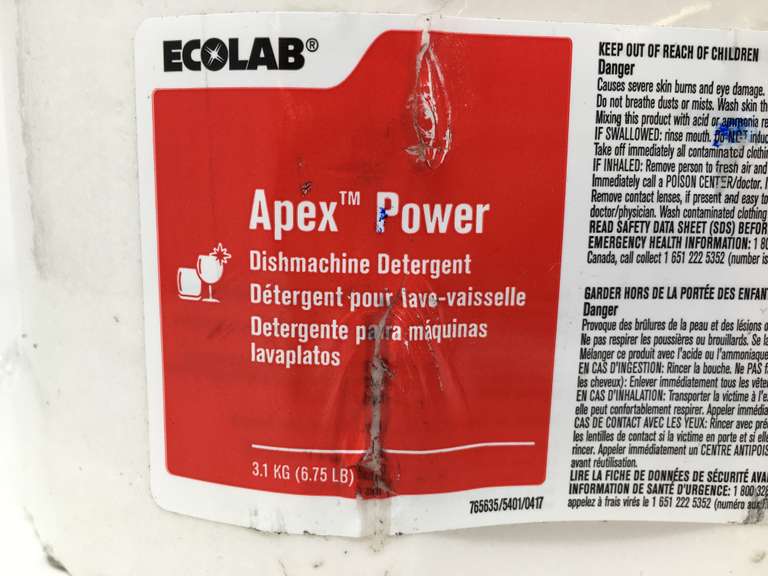 ECOLAB®
Apex™ Power
Dishmachine Detergent
Détergent pour lave-vaisselle
Detergente para máquinas
lavaplatos
3.1 KG (6.75 LB)
765635/5401/0417
KEEP OUT OF REACH OF CHILDREN
Danger
Causes severe skin burns and eye damage.
Do not breathe dusts or mists. Wash skin th
Mixing this product with acid or ammonia re
IF SWALLOWED: rinse mouth. Do NOT induc
Take off immediately all contaminated clothin
IF INHALED: Remove person to fresh air and
Immediately call a POISON CENTER/doctor.
Remove contact lenses, if present and easy to
doctor/physician. Wash contaminated clothing
READ SAFETY DATA SHEET (SDS) BEFOR
EMERGENCY HEALTH INFORMATION: 1 80
Canada, call collect 1 651 222 5352 (number is
GARDER HORS DE LA PORTÉE DES ENFAN
Danger
Provoque des brûlures de la peau et des lésions o
Ne pas respirer les poussières ou brouillards. Se la
Mélanger ce produit avec l'acide ou l'ammoniaque
EN CAS D'INGESTION: Rincer la bouche. Ne PAS f
les cheveux): Enlever immédiatement tous les vête
EN CAS D'INHALATION: Transporter la victime à l'e
elle peut confortablement respirer. Appeler immédia
CAS DE CONTACT AVEC LES YEUX: Rincer avec pré
les lentilles de contact si la victime en porte et si elle
rincer. Appeler immédiatement un CENTRE ANTIPOIS
avant réutilisation.
LIRE LA FICHE DE DONNÉES DE SÉCURITÉ AVA
INFORMATION DE SANTÉ D'URGENCE: 1 800 328
appelez à frais virés le 1 651 222 5352 (numéro aux